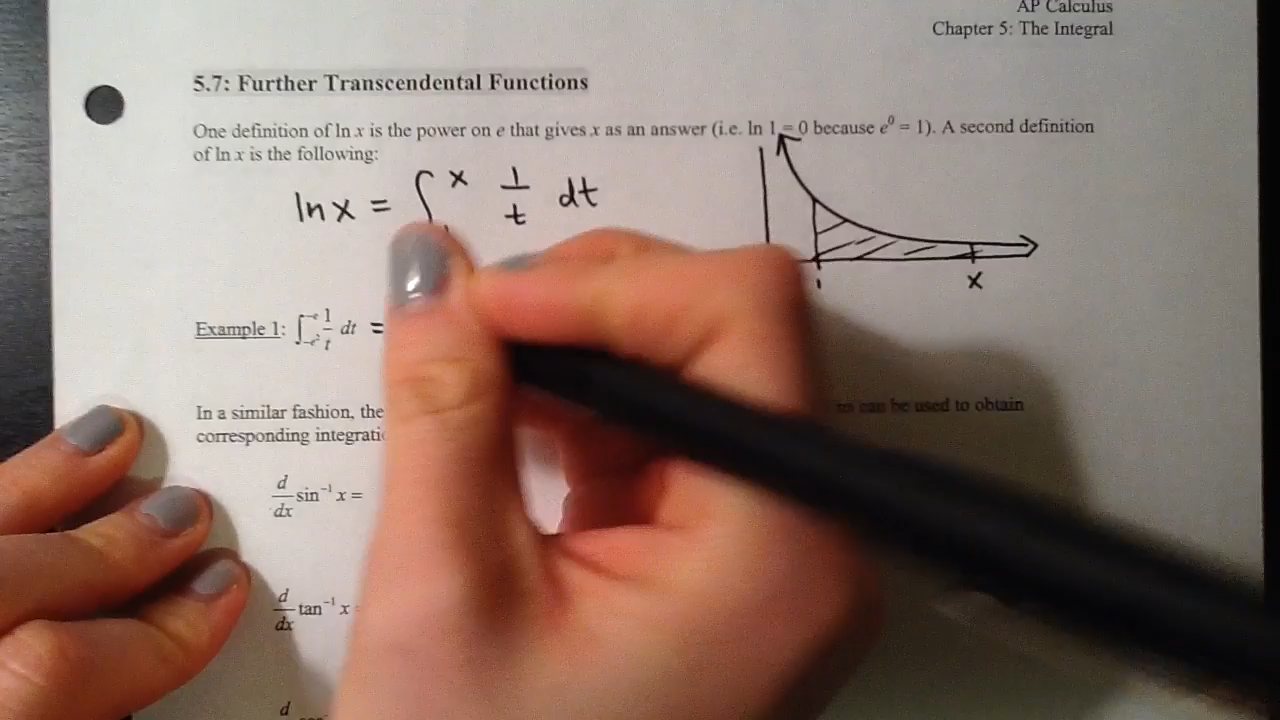 AP Calculus
Chapter 5: The Integral
5.7: Further Transcendental Functions
One definition of ln x is the power on e that gives x as an answer (i.e. ln 1 = 0 because e⁰ = 1). A second definition
of ln x is the following:
ln x = ∫₁ˣ 1/t dt
1 x
Example 1: ∫₋ₑ²⁻ᵉ 1/t dt =
In a similar fashion, the can be used to obtain
corresponding
d/dx sin⁻¹ x =
d/dx tan⁻¹ x
d